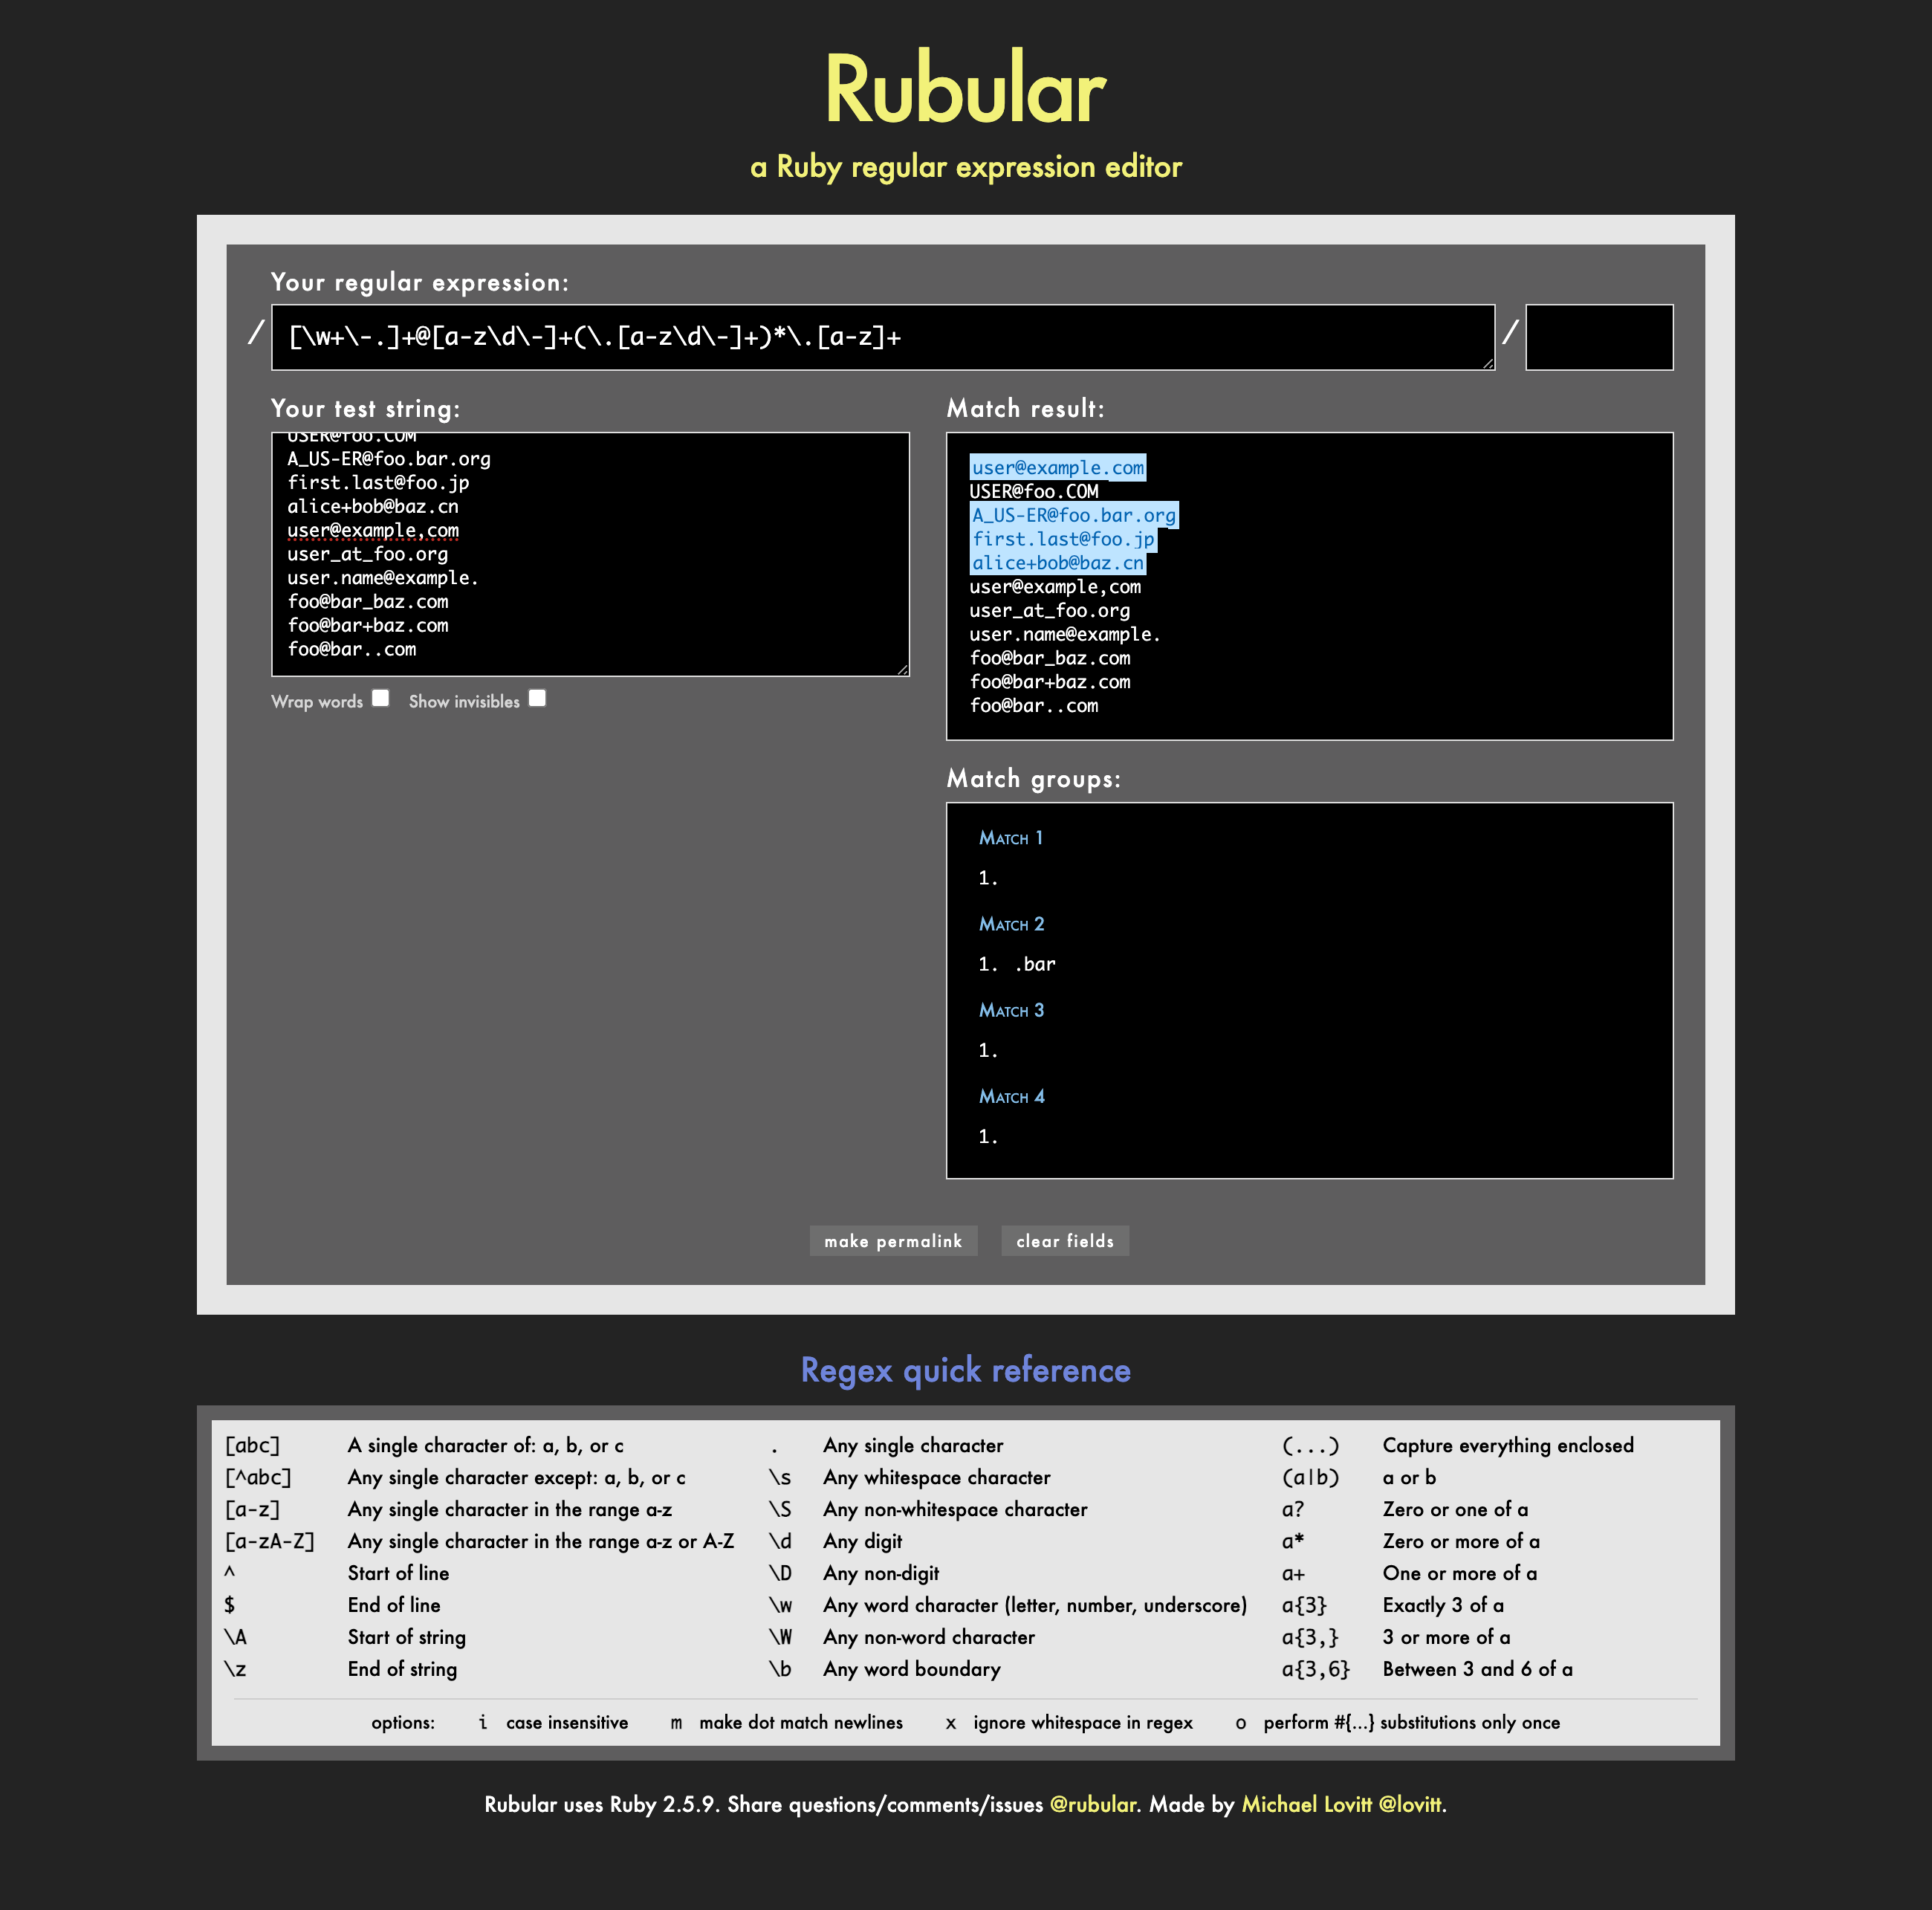 Rubular
a Ruby regular expression editor
Your regular expression:
/ [\w+\-.]+@[a-z\d\-]+(\.[a-z\d\-]+)*\.[a-z]+ /
Your test string:
USER@foo.COM
A_US-ER@foo.bar.org
first.last@foo.jp
alice+bob@baz.cn
user@example,com
user_at_foo.org
user.name@example.
foo@bar_baz.com
foo@bar+baz.com
foo@bar..com
Wrap words Show invisibles
Match result:
user@example.com
USER@foo.COM
A_US-ER@foo.bar.org
first.last@foo.jp
alice+bob@baz.cn
user@example,com
user_at_foo.org
user.name@example.
foo@bar_baz.com
foo@bar+baz.com
foo@bar..com
Match groups:
Match 1
1.
Match 2
1. .bar
Match 3
1.
Match 4
1.
make permalink clear fields
Regex quick reference
[abc] A single character of: a, b, or c . Any single character (...) Capture everything enclosed
[^abc] Any single character except: a, b, or c \s Any whitespace character (a|b) a or b
[a-z] Any single character in the range a-z \S Any non-whitespace character a? Zero or one of a
[a-zA-Z] Any single character in the range a-z or A-Z \d Any digit a* Zero or more of a
^ Start of line \D Any non-digit a+ One or more of a
$ End of line \w Any word character (letter, number, underscore) a{3} Exactly 3 of a
\A Start of string \W Any non-word character a{3,} 3 or more of a
\z End of string \b Any word boundary a{3,6} Between 3 and 6 of a
options: i case insensitive m make dot match newlines x ignore whitespace in regex o perform #{...} substitutions only once
Rubular uses Ruby 2.5.9. Share questions/comments/issues @rubular. Made by Michael Lovitt @lovitt.